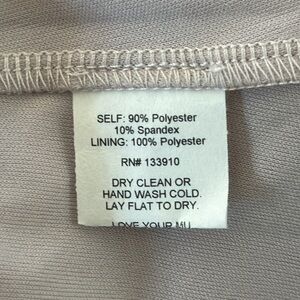 SELF: 90% Polyester
10% Spandex
LINING: 100% Polyester
RN# 133910
DRY CLEAN OR
HAND WASH COLD.
LAY FLAT TO DRY.
LOVE YOUR MU